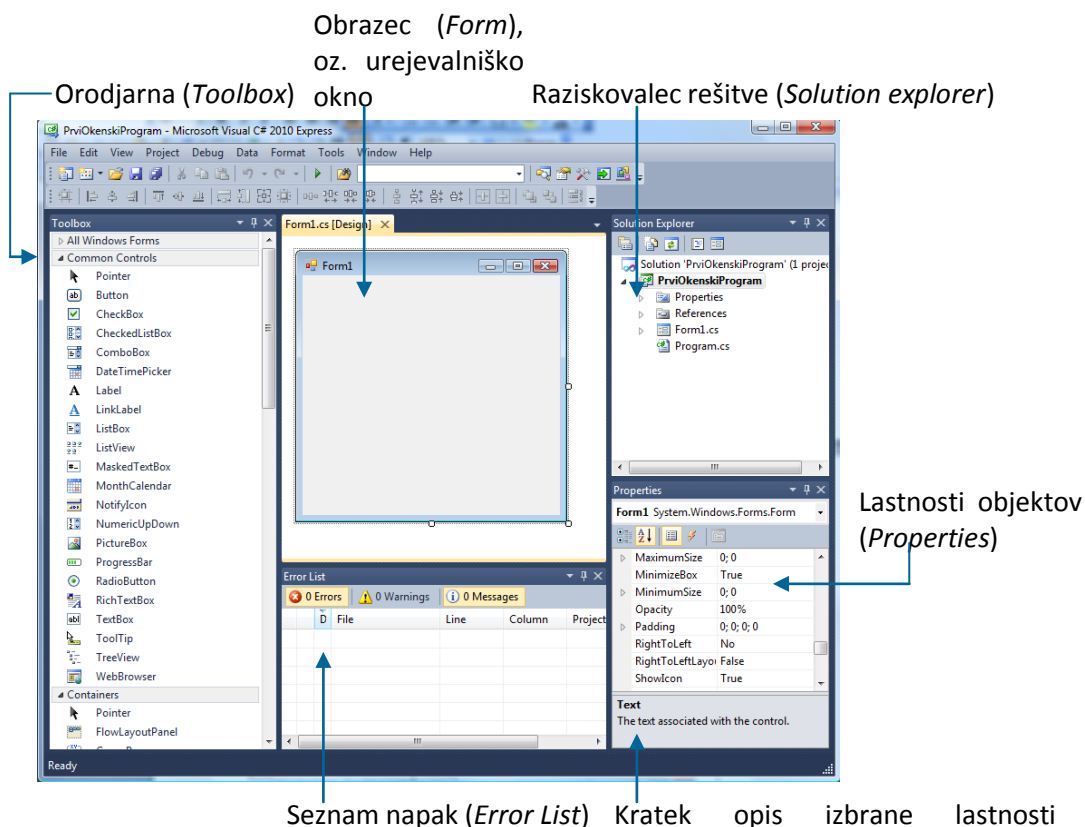 Obrazec (Form),
oz. urejevalniško
okno
Orodjarna (Toolbox)
Raziskovalec rešitve (Solution explorer)
PrviOkenskiProgram - Microsoft Visual C# 2010 Express
File Edit View Project Debug Data Format Tools Window Help
Toolbox
All Windows Forms
Common Controls
Pointer
Button
CheckBox
CheckedListBox
ComboBox
DateTimePicker
Label
LinkLabel
ListBox
ListView
MaskedTextBox
MonthCalendar
NotifyIcon
NumericUpDown
PictureBox
ProgressBar
RadioButton
RichTextBox
TextBox
ToolTip
TreeView
WebBrowser
Containers
Pointer
FlowLayoutPanel
Form1.cs [Design]
Form1
Error List
0 Errors 0 Warnings 0 Messages
D File Line Column Project
Solution Explorer
Solution 'PrviOkenskiProgram' (1 projec
PrviOkenskiProgram
Properties
References
Form1.cs
Program.cs
Properties
Form1 System.Windows.Forms.Form
MaximumSize 0; 0
MinimizeBox True
MinimumSize 0; 0
Opacity 100%
Padding 0; 0; 0; 0
RightToLeft No
RightToLeftLayou False
ShowIcon True
Text
The text associated with the control.
Ready
Lastnosti objektov
(Properties)
Seznam napak (Error List)
Kratek opis izbrane lastnosti